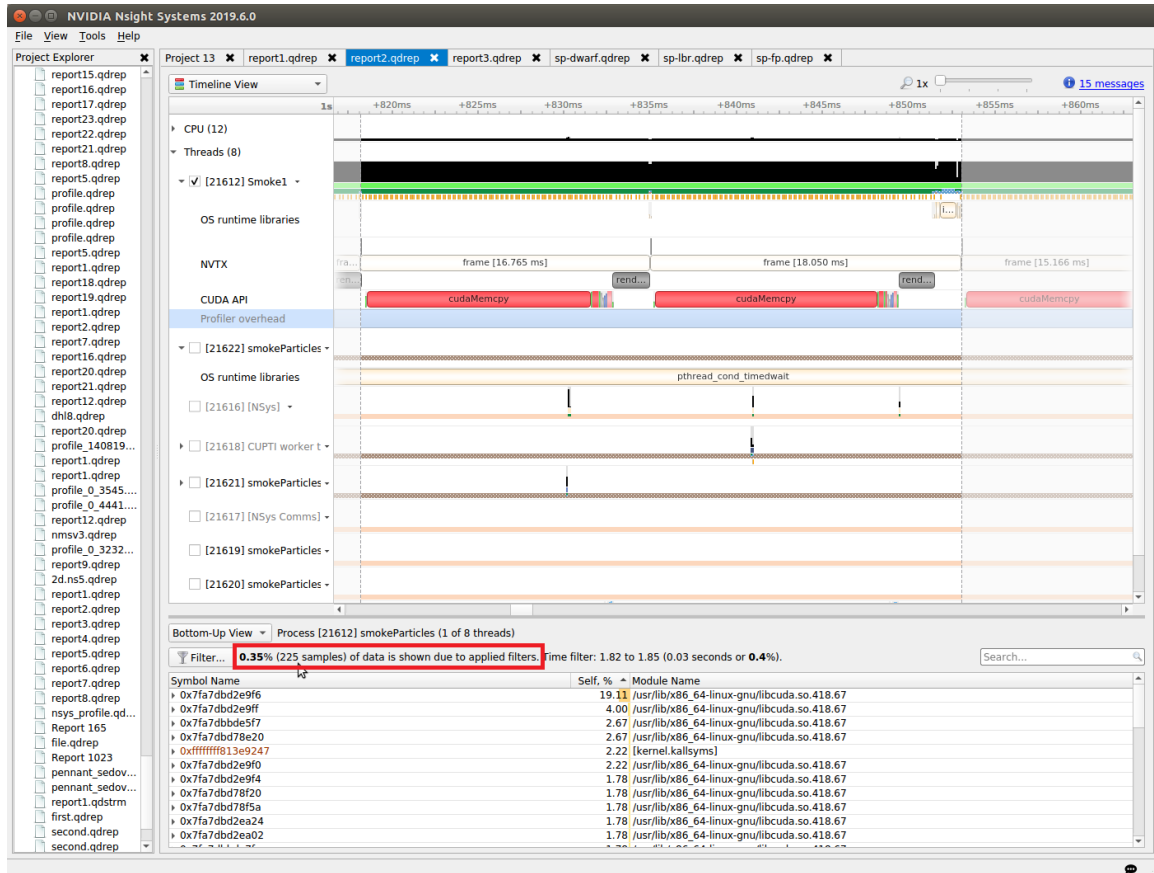 NVIDIA Nsight Systems 2019.6.0
File View Tools Help
Project Explorer
report15.qdrep
report16.qdrep
report17.qdrep
report23.qdrep
report22.qdrep
report21.qdrep
report8.qdrep
report5.qdrep
profile.qdrep
profile.qdrep
profile.qdrep
profile.qdrep
report5.qdrep
report1.qdrep
report18.qdrep
report19.qdrep
report1.qdrep
report2.qdrep
report7.qdrep
report16.qdrep
report20.qdrep
report21.qdrep
report12.qdrep
dhl8.qdrep
report20.qdrep
profile_140819...
report1.qdrep
report1.qdrep
profile_0_3545....
profile_0_4441....
report12.qdrep
nmsv3.qdrep
profile_0_3232...
report9.qdrep
2d.ns5.qdrep
report1.qdrep
report2.qdrep
report3.qdrep
report4.qdrep
report5.qdrep
report6.qdrep
report7.qdrep
report8.qdrep
nsys_profile.qd...
Report 165
file.qdrep
Report 1023
pennant_sedov...
pennant_sedov...
report1.qdstrm
first.qdrep
second.qdrep
second.qdrep
Project 13 report1.qdrep report2.qdrep report3.qdrep sp-dwarf.qdrep sp-lbr.qdrep sp-fp.qdrep
Timeline View 1x 15 messages
1s +820ms +825ms +830ms +835ms +840ms +845ms +850ms +855ms +860ms
CPU (12)
Threads (8)
[21612] Smoke1
OS runtime libraries i...
NVTX fra... frame [16.765 ms] frame [18.050 ms] frame [15.166 ms]
ren... rend... rend...
CUDA API cudaMemcpy cudaMemcpy cudaMemcpy
Profiler overhead
[21622] smokeParticles
OS runtime libraries pthread_cond_timedwait
[21616] [NSys]
[21618] CUPTI worker t
[21621] smokeParticles
[21617] [NSys Comms]
[21619] smokeParticles
[21620] smokeParticles
Bottom-Up View Process [21612] smokeParticles (1 of 8 threads)
Filter... 0.35% (225 samples) of data is shown due to applied filters. Time filter: 1.82 to 1.85 (0.03 seconds or 0.4%). Search...
Symbol Name Self, % Module Name
0x7fa7dbd2e9f6 19.11 /usr/lib/x86_64-linux-gnu/libcuda.so.418.67
0x7fa7dbd2e9ff 4.00 /usr/lib/x86_64-linux-gnu/libcuda.so.418.67
0x7fa7dbbde5f7 2.67 /usr/lib/x86_64-linux-gnu/libcuda.so.418.67
0x7fa7dbd78e20 2.67 /usr/lib/x86_64-linux-gnu/libcuda.so.418.67
0xffffffff813e9247 2.22 [kernel.kallsyms]
0x7fa7dbd2e9f0 2.22 /usr/lib/x86_64-linux-gnu/libcuda.so.418.67
0x7fa7dbd2e9f4 1.78 /usr/lib/x86_64-linux-gnu/libcuda.so.418.67
0x7fa7dbd78f20 1.78 /usr/lib/x86_64-linux-gnu/libcuda.so.418.67
0x7fa7dbd78f5a 1.78 /usr/lib/x86_64-linux-gnu/libcuda.so.418.67
0x7fa7dbd2ea24 1.78 /usr/lib/x86_64-linux-gnu/libcuda.so.418.67
0x7fa7dbd2ea02 1.78 /usr/lib/x86_64-linux-gnu/libcuda.so.418.67